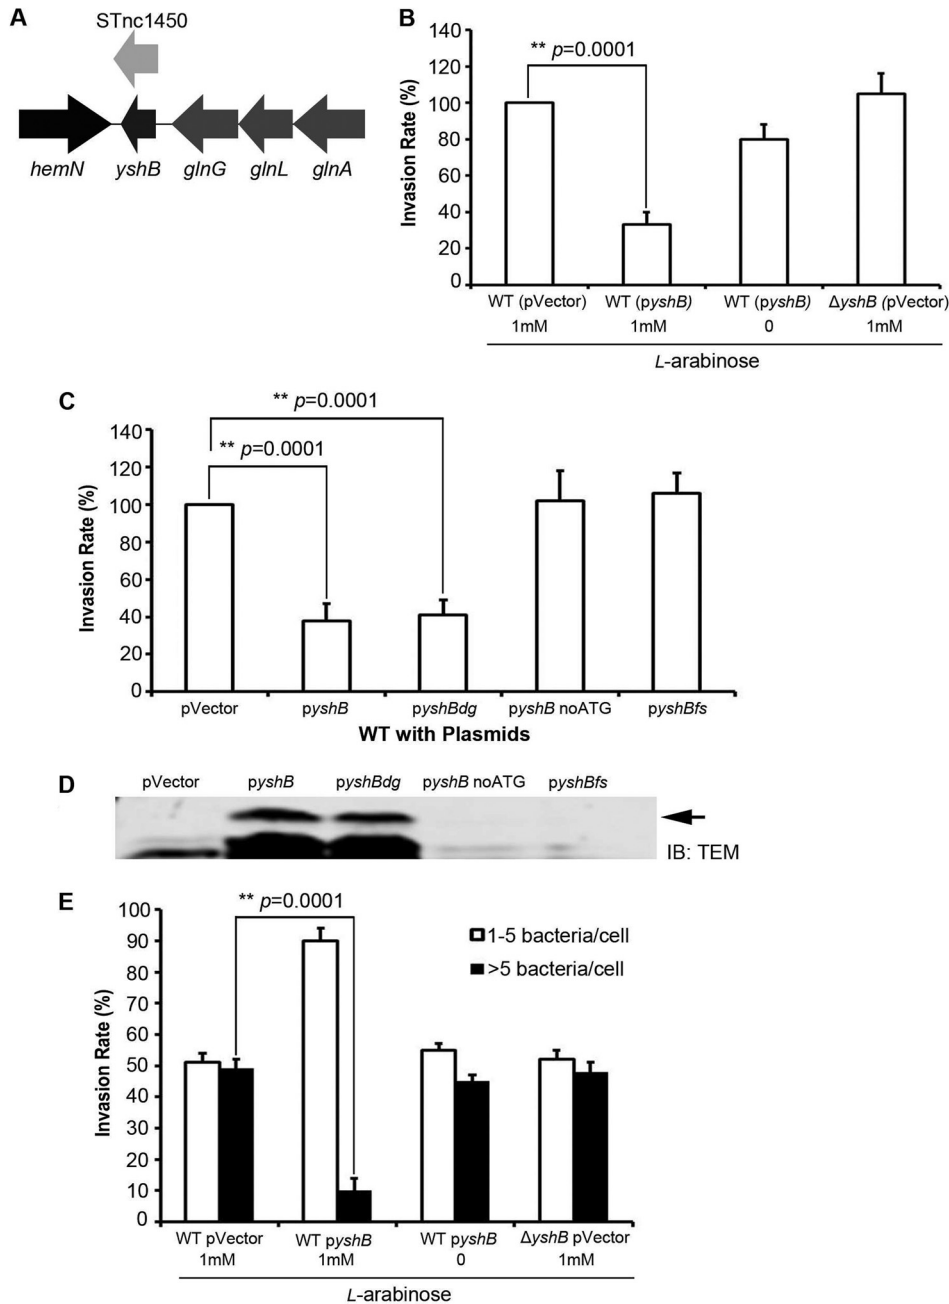 A
STnc1450
hemN yshB glnG glnL glnA
B
140
120
100
80
60
40
20
0
Invasion Rate (%)
** p=0.0001
WT (pVector) WT (pyshB) WT (pyshB) ΔyshB (pVector)
1mM 1mM 0 1mM
L-arabinose
C
140
120
100
80
60
40
20
0
Invasion Rate (%)
** p=0.0001
** p=0.0001
pVector pyshB pyshBdg pyshB noATG pyshBfs
WT with Plasmids
D
pVector pyshB pyshBdg pyshB noATG pyshBfs
IB: TEM
E
100
90
80
70
60
50
40
30
20
10
0
Invasion Rate (%)
** p=0.0001
1-5 bacteria/cell
>5 bacteria/cell
WT pVector WT pyshB WT pyshB ΔyshB pVector
1mM 1mM 0 1mM
L-arabinose